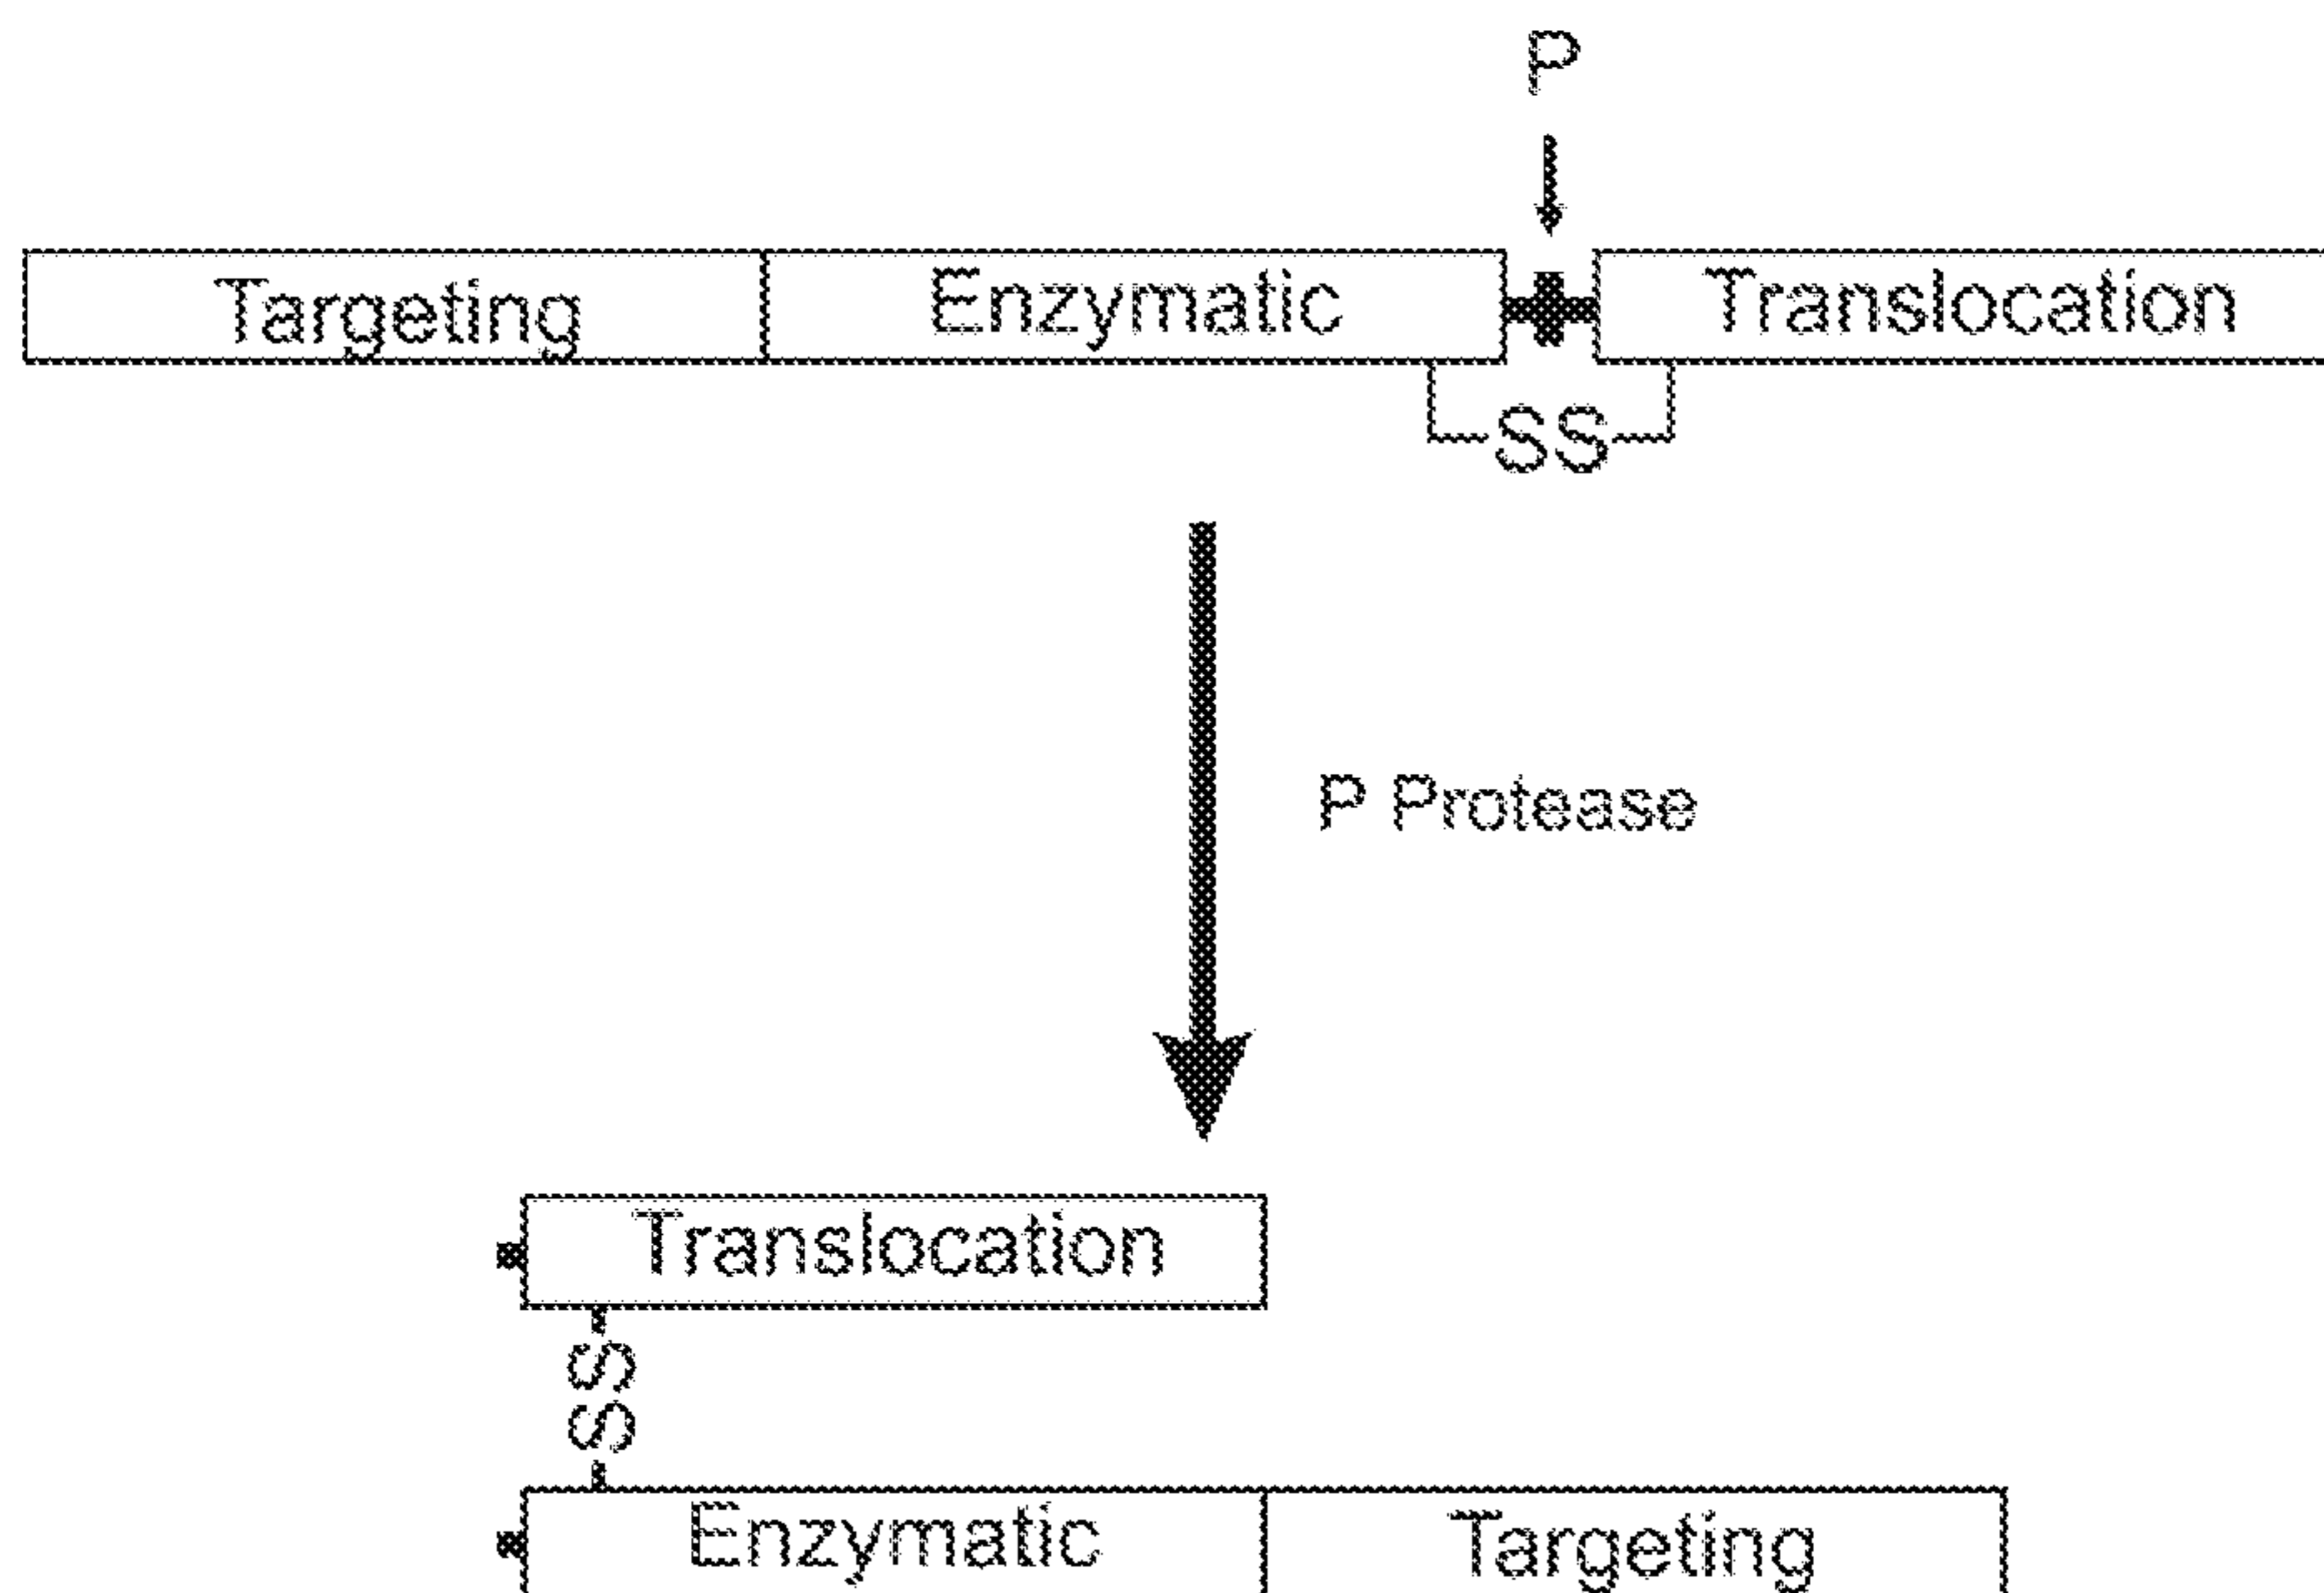 P
Targeting Enzymatic Translocation
SS
P Protease
Translocation
SS
Enzymatic Targeting